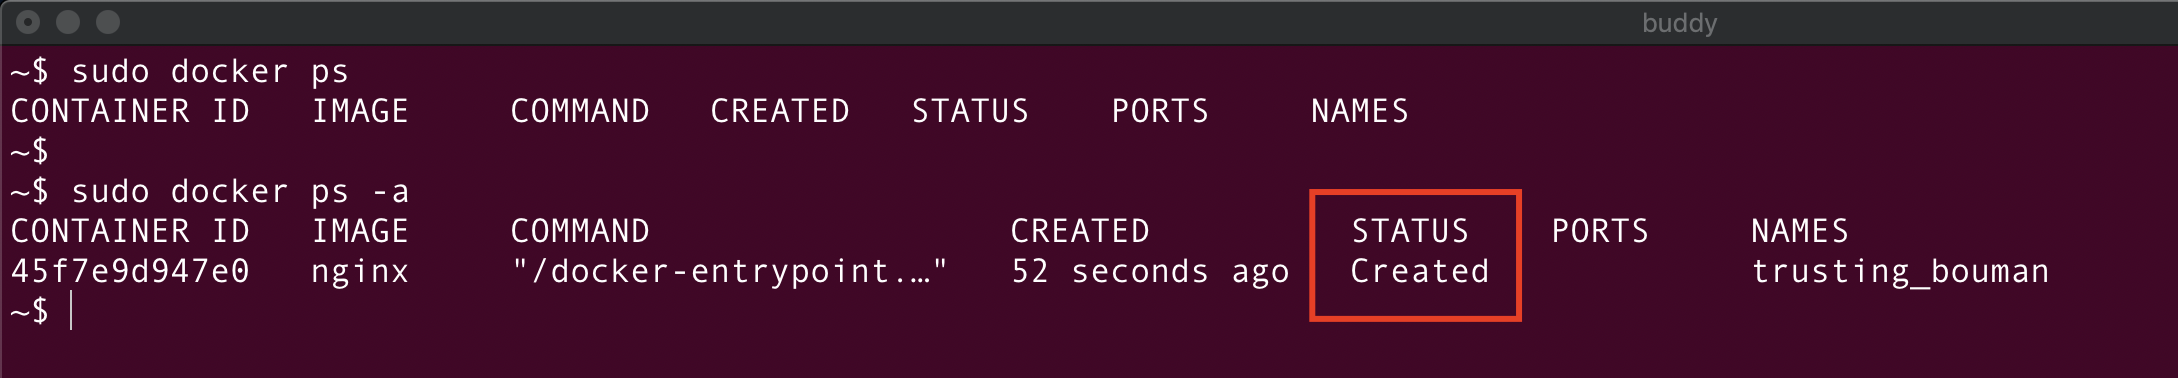 buddy
~$ sudo docker ps
CONTAINER ID   IMAGE     COMMAND   CREATED   STATUS    PORTS     NAMES
~$
~$ sudo docker ps -a
CONTAINER ID   IMAGE     COMMAND                  CREATED          STATUS    PORTS     NAMES
45f7e9d947e0   nginx     "/docker-entrypoint.…"   52 seconds ago   Created             trusting_bouman
~$